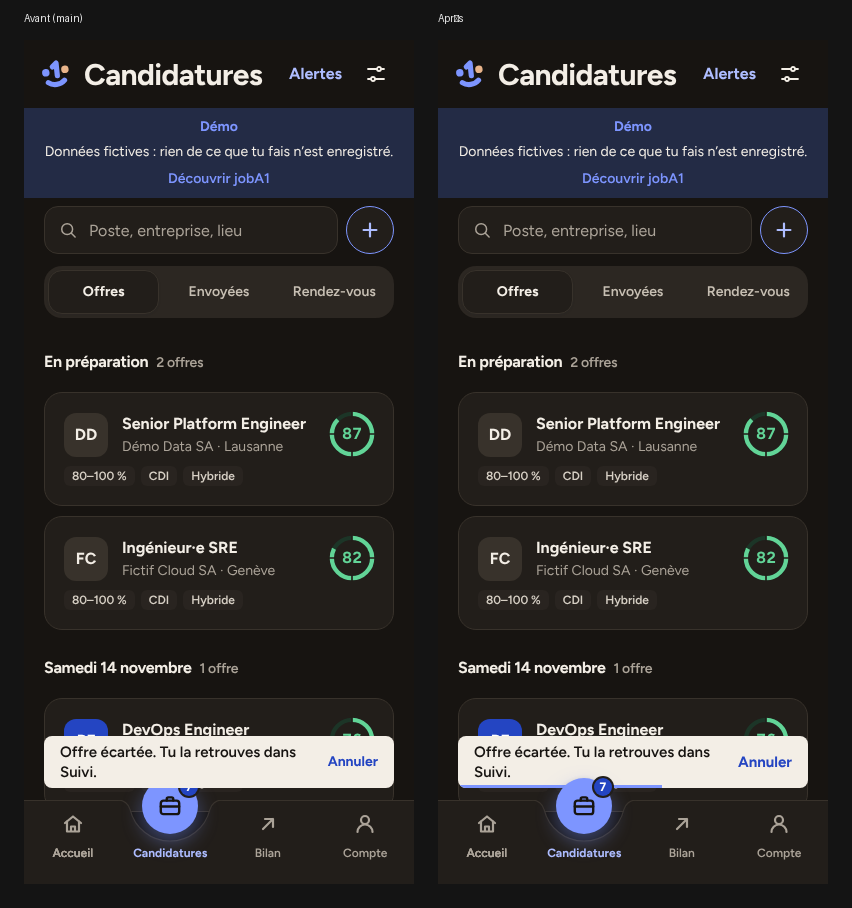 Avant (main)
Candidatures
Alertes
Démo
Données fictives : rien de ce que tu fais n’est enregistré.
Découvrir jobA1
Poste, entreprise, lieu
Offres
Envoyées
Rendez-vous
En préparation 2 offres
DD
Senior Platform Engineer
Démo Data SA · Lausanne
87
80–100 %
CDI
Hybride
FC
Ingénieur·e SRE
Fictif Cloud SA · Genève
82
80–100 %
CDI
Hybride
Samedi 14 novembre 1 offre
DevOps Engineer
Offre écartée. Tu la retrouves dans
Suivi.
Annuler
Accueil
Candidatures
Bilan
Compte
Candidatures
Alertes
Démo
Données fictives : rien de ce que tu fais n’est enregistré.
Découvrir jobA1
Poste, entreprise, lieu
Offres
Envoyées
Rendez-vous
En préparation 2 offres
DD
Senior Platform Engineer
Démo Data SA · Lausanne
87
80–100 %
CDI
Hybride
FC
Ingénieur·e SRE
Fictif Cloud SA · Genève
82
80–100 %
CDI
Hybride
Samedi 14 novembre 1 offre
DevOps Engineer
Offre écartée. Tu la retrouves dans
Suivi.
Annuler
7
Accueil
Candidatures
Bilan
Compte